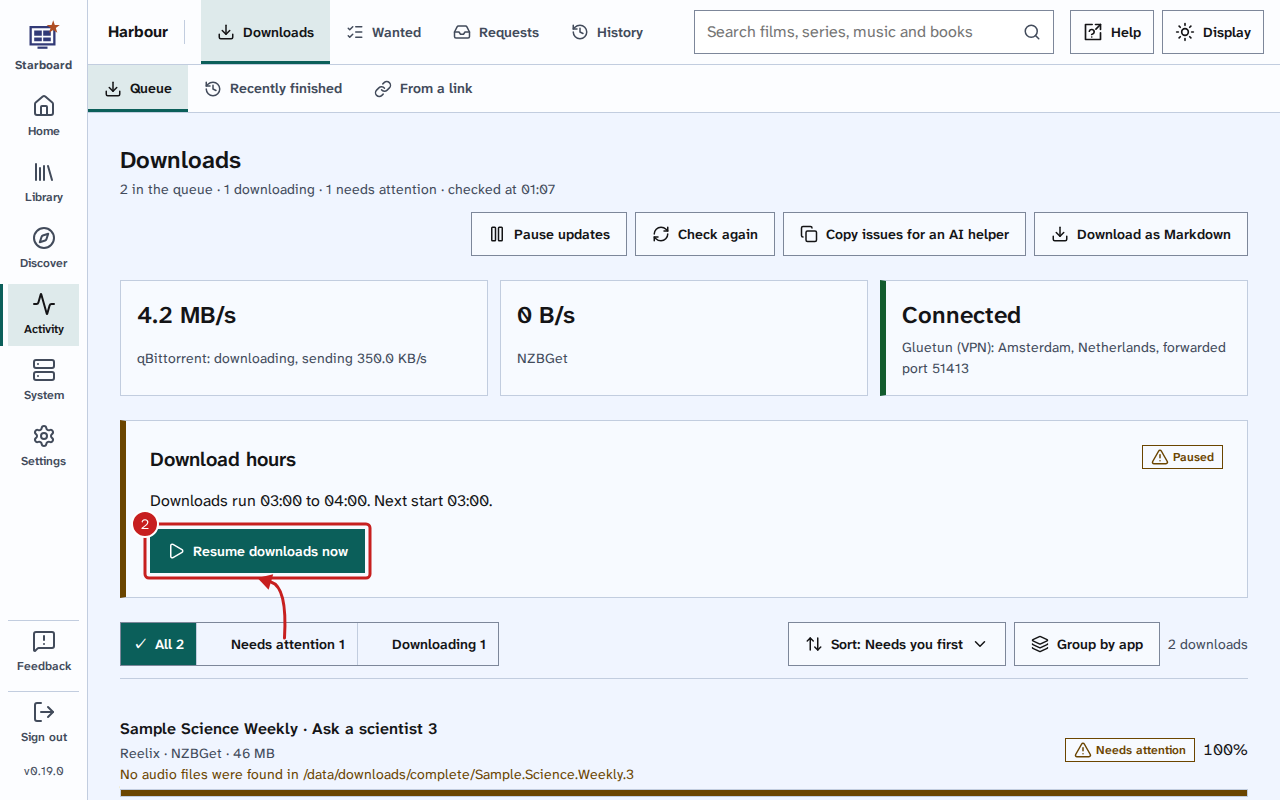 Starboard
Home
Library
Discover
Activity
System
Settings
Feedback
Sign out
v0.19.0
Harbour
Downloads
Wanted
Requests
History
Search films, series, music and books
Help
Display
Queue
Recently finished
From a link
Downloads
2 in the queue · 1 downloading · 1 needs attention · checked at 01:07
Pause updates
Check again
Copy issues for an AI helper
Download as Markdown
4.2 MB/s
qBittorrent: downloading, sending 350.0 KB/s
0 B/s
NZBGet
Connected
Gluetun (VPN): Amsterdam, Netherlands, forwarded
port 51413
Download hours
Paused
Downloads run 03:00 to 04:00. Next start 03:00.
2
Resume downloads now
All 2
Needs attention 1
Downloading 1
Sort: Needs you first
Group by app
2 downloads
Sample Science Weekly · Ask a scientist 3
Reelix · NZBGet · 46 MB
No audio files were found in /data/downloads/complete/Sample.Science.Weekly.3
Needs attention
100%